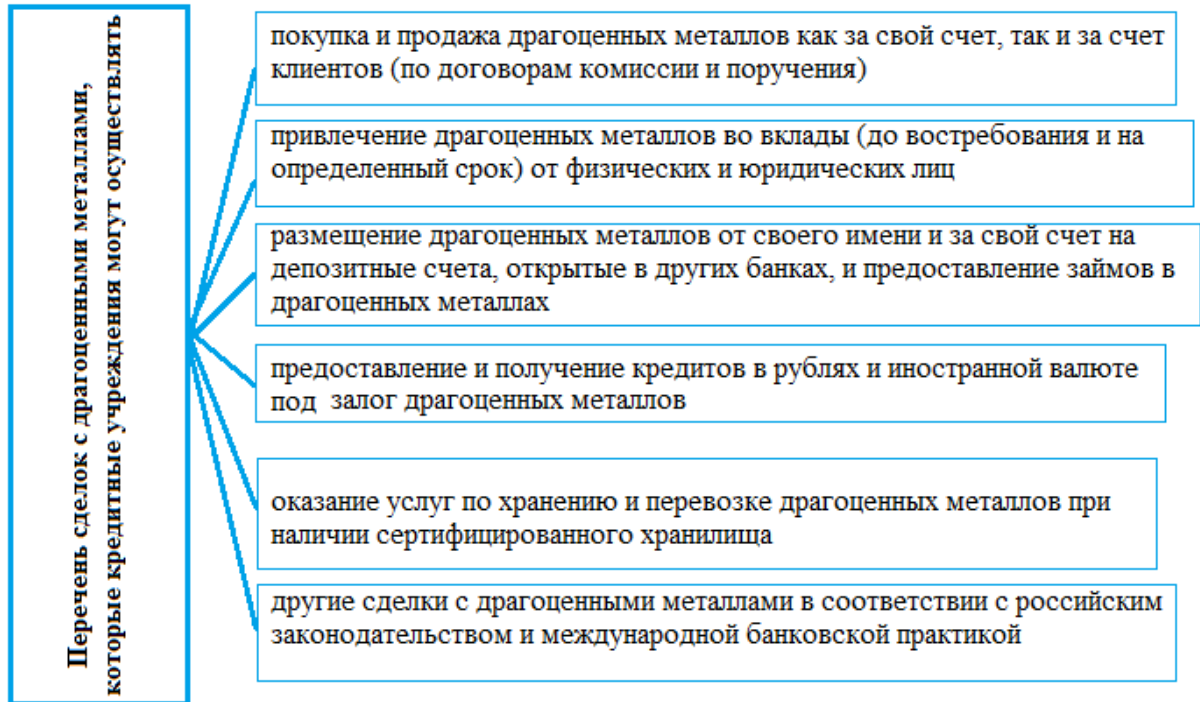 Перечень сделок с драгоценными металлами,
которые кредитные учреждения могут осуществлять
покупка и продажа драгоценных металлов как за свой счет, так и за счет
клиентов (по договорам комиссии и поручения)
привлечение драгоценных металлов во вклады (до востребования и на
определенный срок) от физических и юридических лиц
размещение драгоценных металлов от своего имени и за свой счет на
депозитные счета, открытые в других банках, и предоставление займов в
драгоценных металлах
предоставление и получение кредитов в рублях и иностранной валюте
под залог драгоценных металлов
оказание услуг по хранению и перевозке драгоценных металлов при
наличии сертифицированного хранилища
другие сделки с драгоценными металлами в соответствии с российским
законодательством и международной банковской практикой